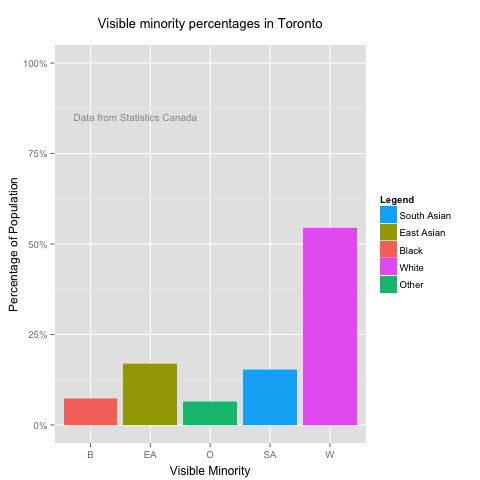 Visible minority percentages in Toronto
100%
Data from Statistics Canada
75%
50%
25%
0%
Percentage of Population
B EA O SA W
Visible Minority
Legend
South Asian
East Asian
Black
White
Other